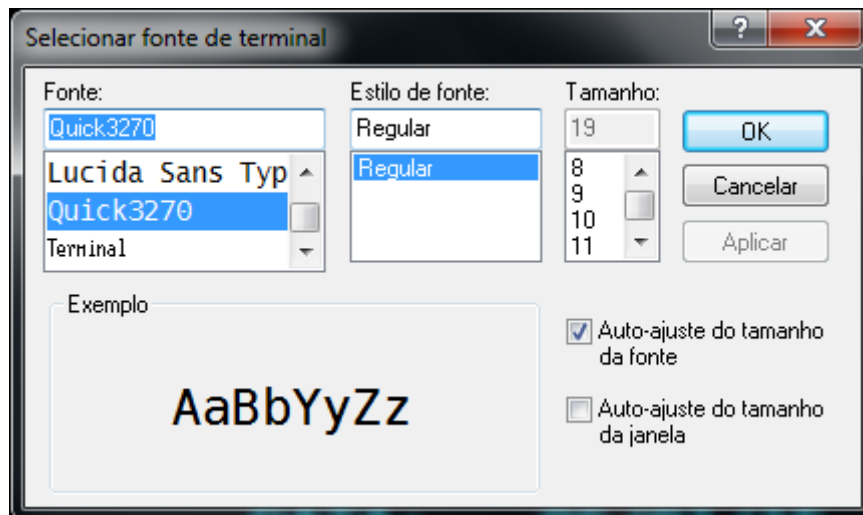 Selecionar fonte de terminal
?
X
Fonte:
Estilo de fonte:
Tamanho:
Quick3270
Regular
19
OK
Lucida Sans Typ
Quick3270
Terminal
Regular
8
9
10
11
Cancelar
Aplicar
Exemplo
AaBbYyZz
Auto-ajuste do tamanho
da fonte
Auto-ajuste do tamanho
da janela